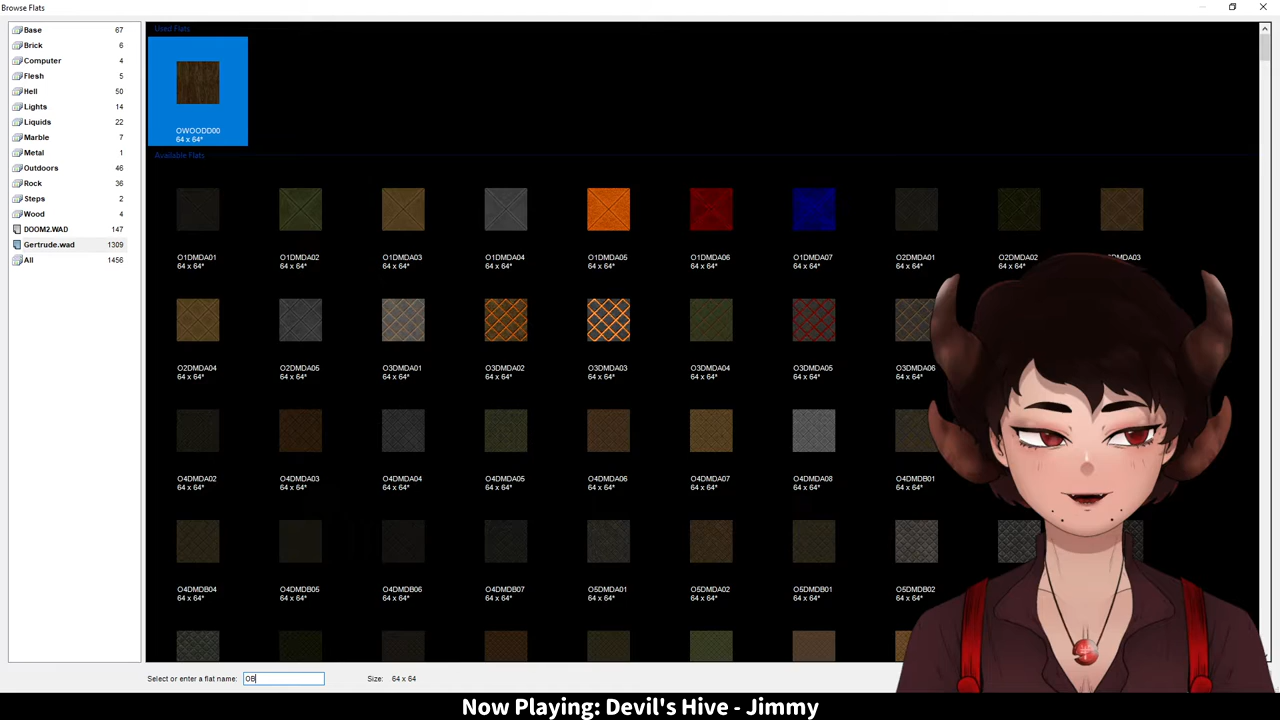 Browse Flats
Base 67
Brick 6
Computer 4
Flesh 5
Hell 50
Lights 14
Liquids 22
Marble 7
Metal 1
Outdoors 46
Rock 36
Steps 2
Wood 4
DOOM2.WAD 147
Gertrude.wad 1309
All 1456
Used Flats
OWOODD00
64 x 64*
Available Flats
O1DMDA01 O1DMDA02 O1DMDA03 O1DMDA04 O1DMDA05 O1DMDA06 O1DMDA07 O2DMDA01 O2DMDA02 O2DMDA03
64 x 64* 64 x 64* 64 x 64* 64 x 64* 64 x 64* 64 x 64* 64 x 64* 64 x 64* 64 x 64*
O2DMDA04 O2DMDA05 O3DMDA01 O3DMDA02 O3DMDA03 O3DMDA04 O3DMDA05 O3DMDA06
64 x 64* 64 x 64* 64 x 64* 64 x 64* 64 x 64* 64 x 64* 64 x 64* 64 x 64*
O4DMDA02 O4DMDA03 O4DMDA04 O4DMDA05 O4DMDA06 O4DMDA07 O4DMDA08 O4DMDB01
64 x 64* 64 x 64* 64 x 64* 64 x 64* 64 x 64* 64 x 64* 64 x 64* 64 x 64*
O4DMDB04 O4DMDB05 O4DMDB06 O4DMDB07 O5DMDA01 O5DMDA02 O5DMDB01 O5DMDB02
64 x 64* 64 x 64* 64 x 64* 64 x 64* 64 x 64* 64 x 64* 64 x 64* 64 x 64*
Select or enter a flat name: OB Size: 64 x 64
Now Playing: Devil's Hive - Jimmy